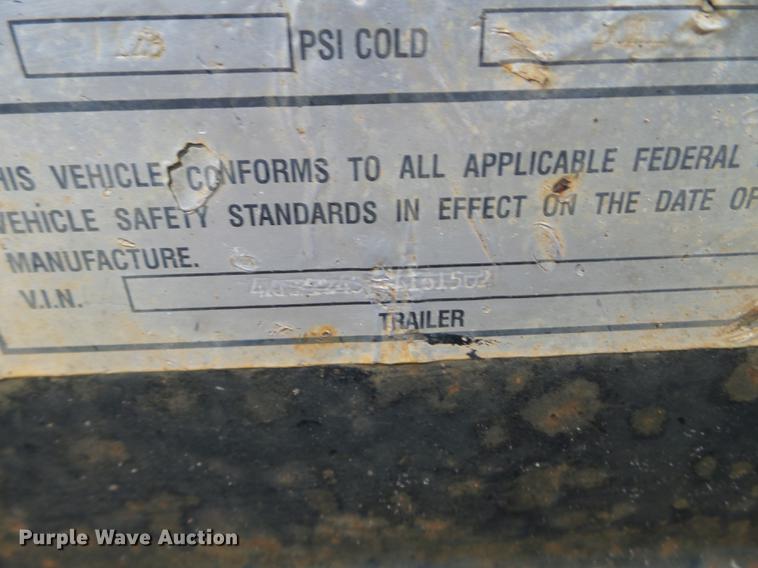 PSI COLD
HIS VEHICLE CONFORMS TO ALL APPLICABLE FEDERAL
VEHICLE SAFETY STANDARDS IN EFFECT ON THE DATE OF
MANUFACTURE.
V.I.N.
TRAILER
Purple Wave Auction